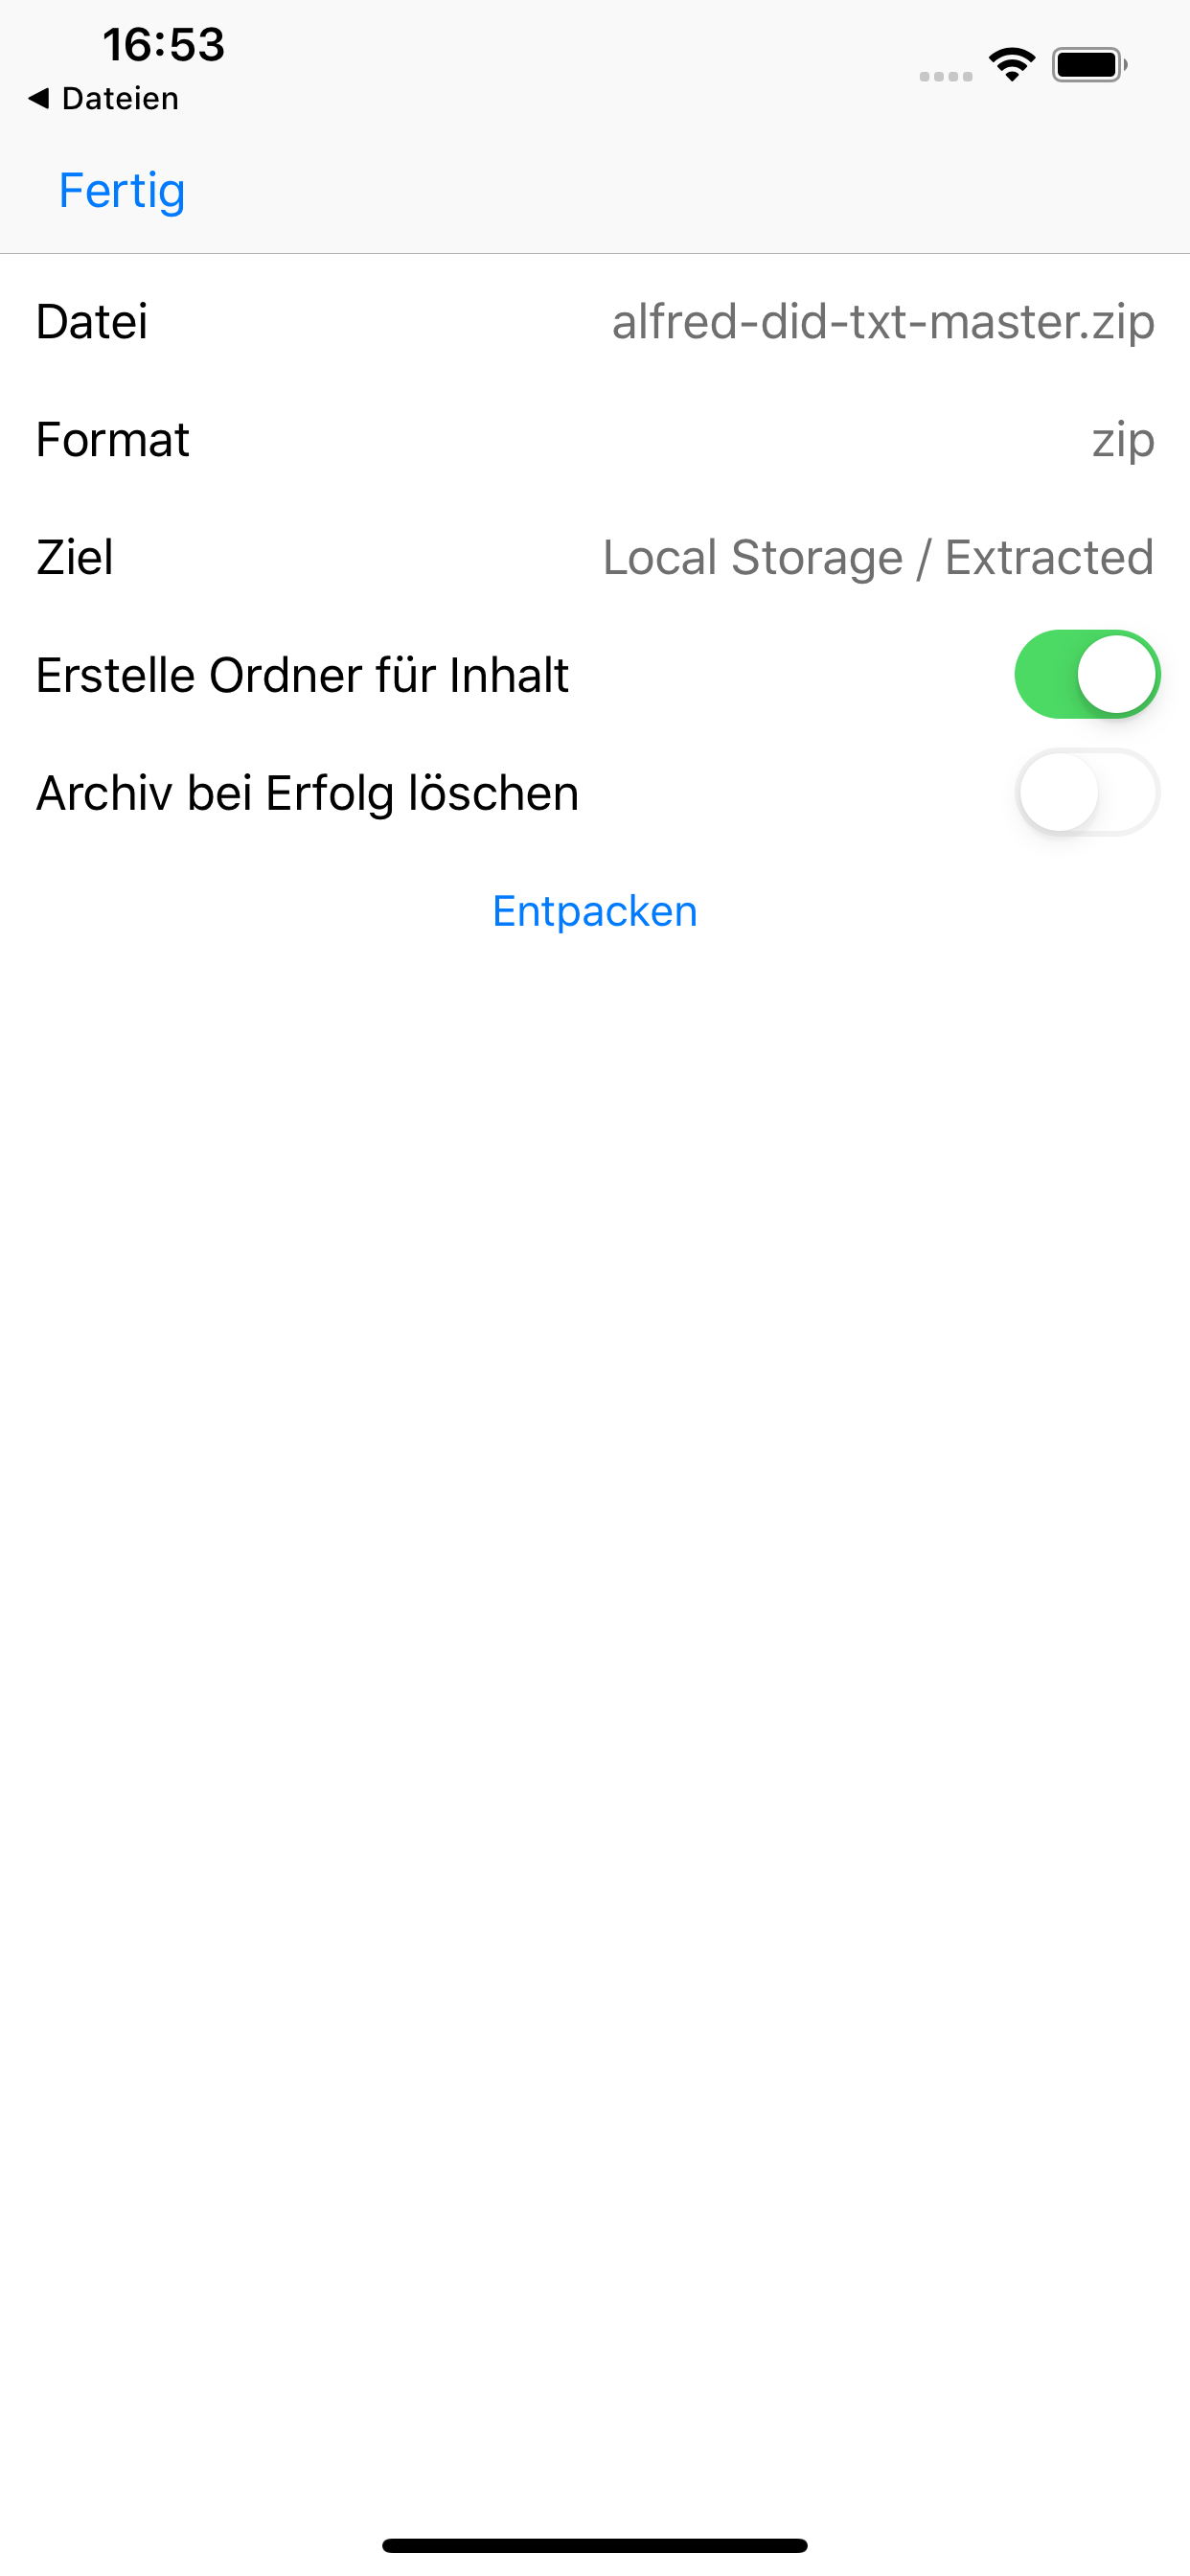 16:53
◀ Dateien
Fertig
Datei alfred-did-txt-master.zip
Format zip
Ziel Local Storage / Extracted
Erstelle Ordner für Inhalt
Archiv bei Erfolg löschen
Entpacken